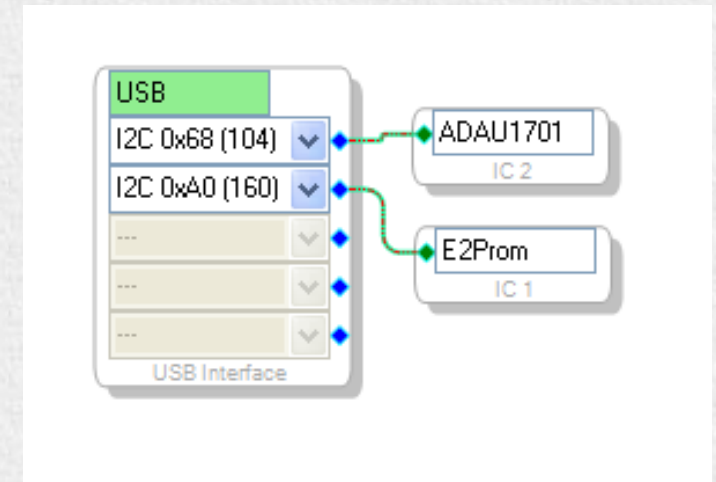 USB
I2C 0x68 (104)
I2C 0xA0 (160)
---
---
---
USB Interface
ADAU1701
IC 2
E2Prom
IC 1